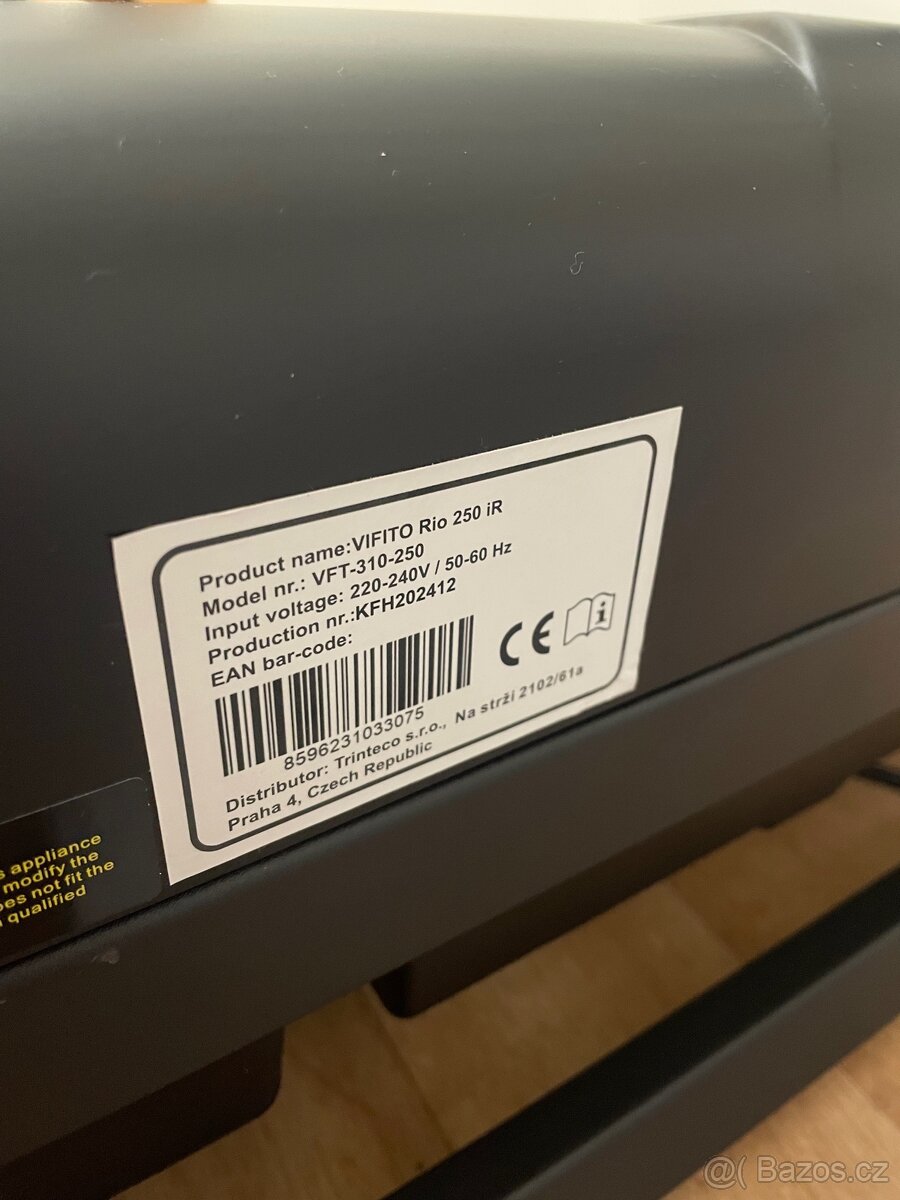 Product name:VIFITO Rio 250 iR
Model nr.: VFT-310-250
Input voltage: 220-240V / 50-60 Hz
Production nr.:KFH202412
EAN bar-code:
8596231033075
CE
i
Distributor: Trinteco s.r.o., Na strži 2102/61a
Praha 4, Czech Republic
appliance
modify the
not fit the
qualified
@( Bazos.cz